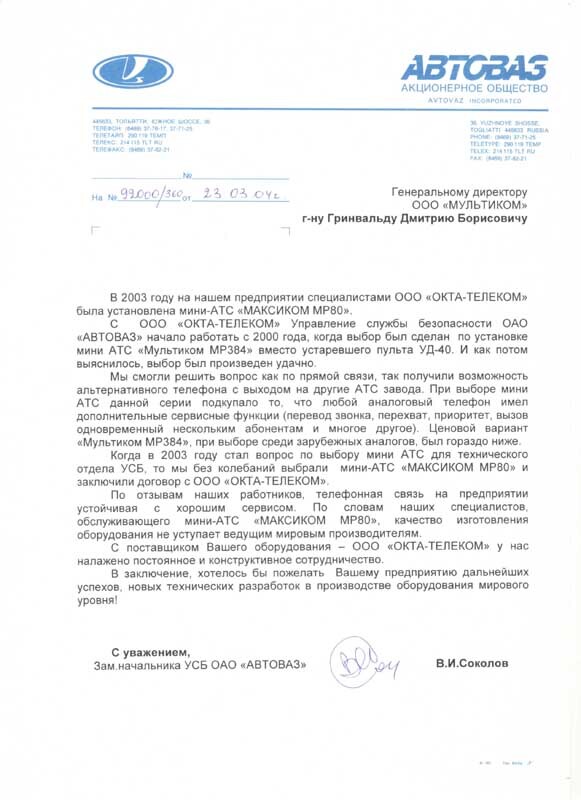 АВТОВАЗ
АКЦИОНЕРНОЕ ОБЩЕСТВО
AVTOVAZ INCORPORATED
445633, ТОЛЬЯТТИ, ЮЖНОЕ ШОССЕ, 36
ТЕЛЕФОН: (8469) 37-78-17, 37-71-25
ТЕЛЕТАЙП: 290 119 ТЕМП
ТЕЛЕКС: 214 115 TLT RU
ТЕЛЕФАКС: (8469) 37-82-21
36, YUZHNOYE SHOSSE,
TOGLIATTI 445633 RUSSIA
PHONE: (8469) 37-71-25
TELETYPE: 290 119 TEMP
TELEX: 214 115 TLT RU
FAX: (8469) 37-82-21
№
На № 92000/360 от 23 03 04г.
Генеральному директору
ООО «МУЛЬТИКОМ»
г-ну Гринвальду Дмитрию Борисовичу
В 2003 году на нашем предприятии специалистами ООО «ОКТА-ТЕЛЕКОМ»
была установлена мини-АТС «МАКСИКОМ МР80».
С ООО «ОКТА-ТЕЛЕКОМ» Управление службы безопасности ОАО
«АВТОВАЗ» начало работать с 2000 года, когда выбор был сделан по установке
мини АТС «Мультиком МР384» вместо устаревшего пульта УД-40. И как потом
выяснилось, выбор был произведен удачно.
Мы смогли решить вопрос как по прямой связи, так получили возможность
альтернативного телефона с выходом на другие АТС завода. При выборе мини
АТС данной серии подкупало то, что любой аналоговый телефон имел
дополнительные сервисные функции (перевод звонка, перехват, приоритет, вызов
одновременный нескольких абонентам и многое другое). Ценовой вариант
«Мультиком МР384», при выборе среди зарубежных аналогов, был гораздо ниже.
Когда в 2003 году стал вопрос по выбору мини АТС для технического
отдела УСБ, то мы без колебаний выбрали мини-АТС «МАКСИКОМ МР80» и
заключили договор с ООО «ОКТА-ТЕЛЕКОМ».
По отзывам наших работников, телефонная связь на предприятии
устойчивая с хорошим сервисом. По словам наших специалистов,
обслуживающего мини-АТС «МАКСИКОМ МР80», качество изготовления
оборудования не уступает ведущим мировым производителям.
С поставщиком Вашего оборудования – ООО «ОКТА-ТЕЛЕКОМ» у нас
налажено постоянное и конструктивное сотрудничество.
В заключение, хотелось бы пожелать Вашему предприятию дальнейших
успехов, новых технических разработок в производстве оборудования мирового
уровня!
С уважением,
Зам.начальника УСБ ОАО «АВТОВАЗ»
В.И.Соколов